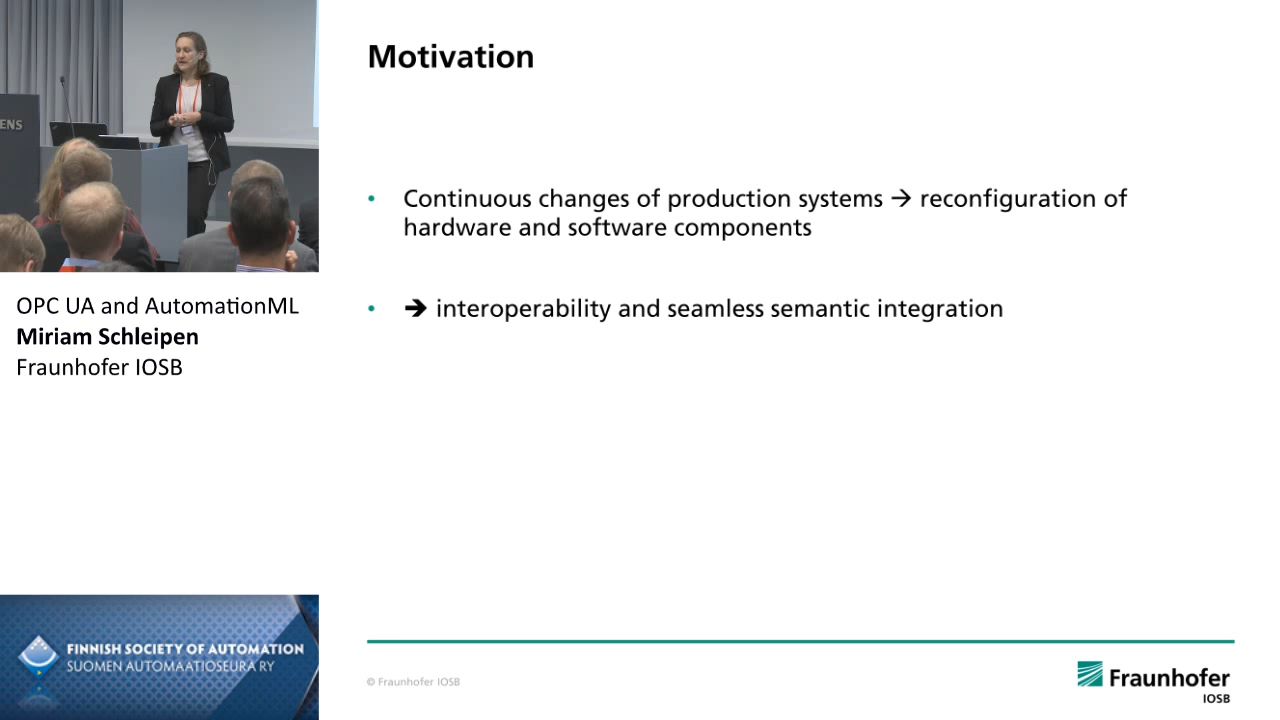 ENS
OPC UA and AutomationML
Miriam Schleipen
Fraunhofer IOSB
FINNISH SOCIETY OF AUTOMATION
SUOMEN AUTOMAATIOSEURA RY
Motivation
• Continuous changes of production systems → reconfiguration of
hardware and software components
• ➔ interoperability and seamless semantic integration
© Fraunhofer IOSB
Fraunhofer
IOSB